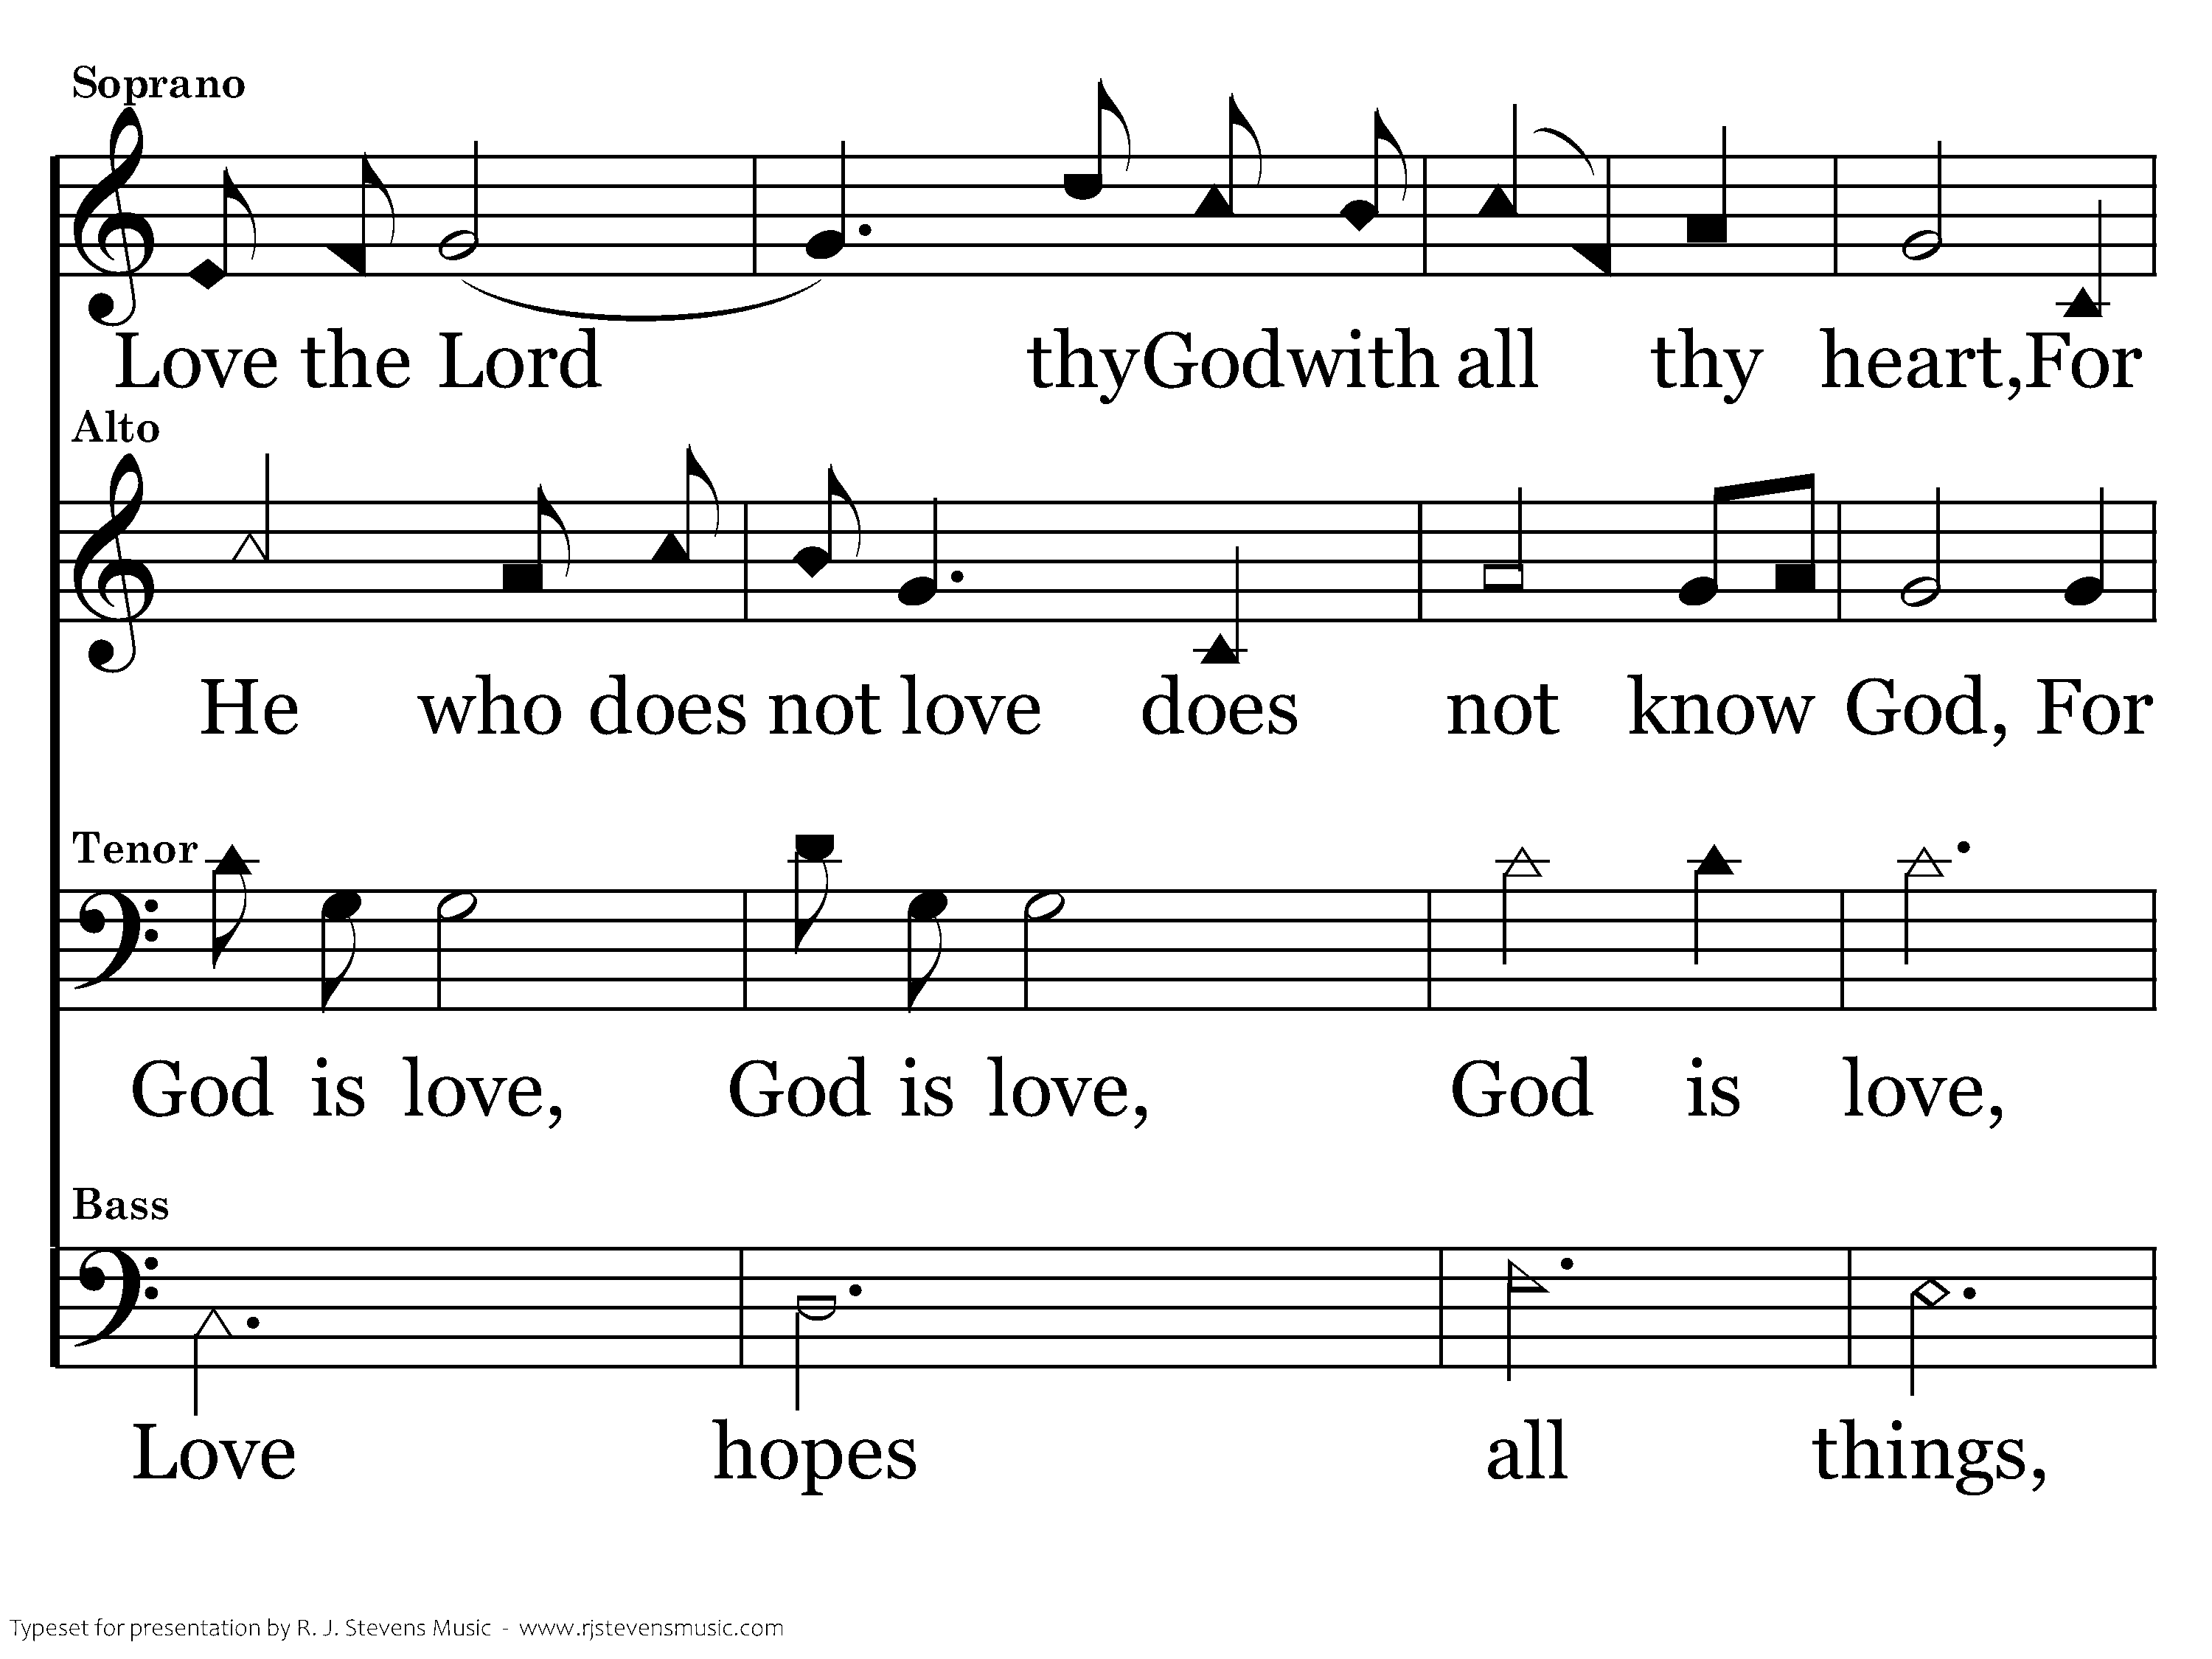 Soprano
Love the Lord thyGodwith all thy heart,For
Alto
He who does not love does not know God, For
Tenor
God is love, God is love, God is love,
Bass
Love hopes all things,
Typeset for presentation by R. J. Stevens Music - www.rjstevensmusic.com